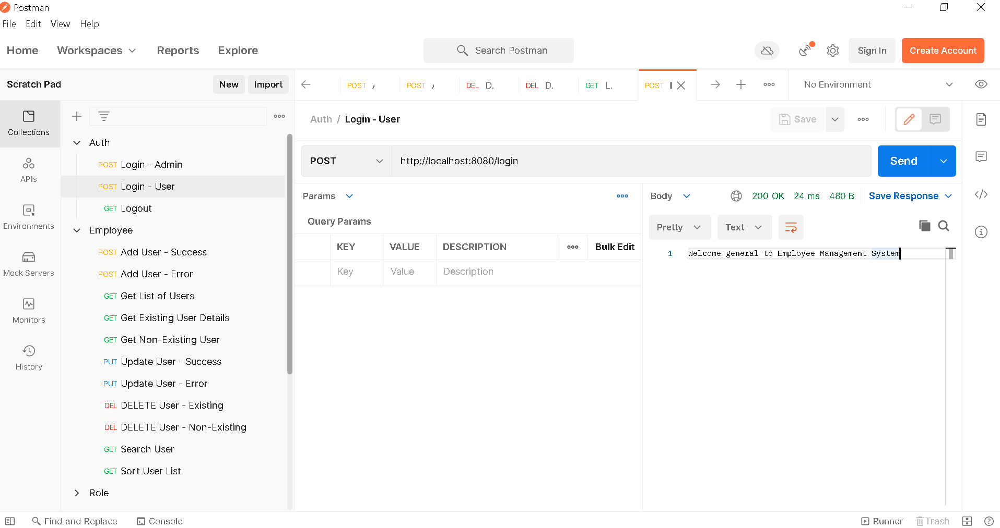 Postman
File Edit View Help
Home Workspaces Reports Explore Search Postman Sign In Create Account
Scratch Pad New Import POST POST DEL D. DEL D. GET L. POST No Environment
Collections
APIs
Environments
Mock Servers
Monitors
History
Auth
POST Login - Admin
POST Login - User
GET Logout
Employee
POST Add User - Success
POST Add User - Error
GET Get List of Users
GET Get Existing User Details
GET Get Non-Existing User
PUT Update User - Success
PUT Update User - Error
DEL DELETE User - Existing
DEL DELETE User - Non-Existing
GET Search User
GET Sort User List
Role
Auth / Login - User Save
POST http://localhost:8080/login Send
Params
Query Params
KEY VALUE DESCRIPTION Bulk Edit
Key Value Description
Body 200 OK 24 ms 480 B Save Response
Pretty Text
1 Welcome general to Employee Management System
Find and Replace Console Runner Trash